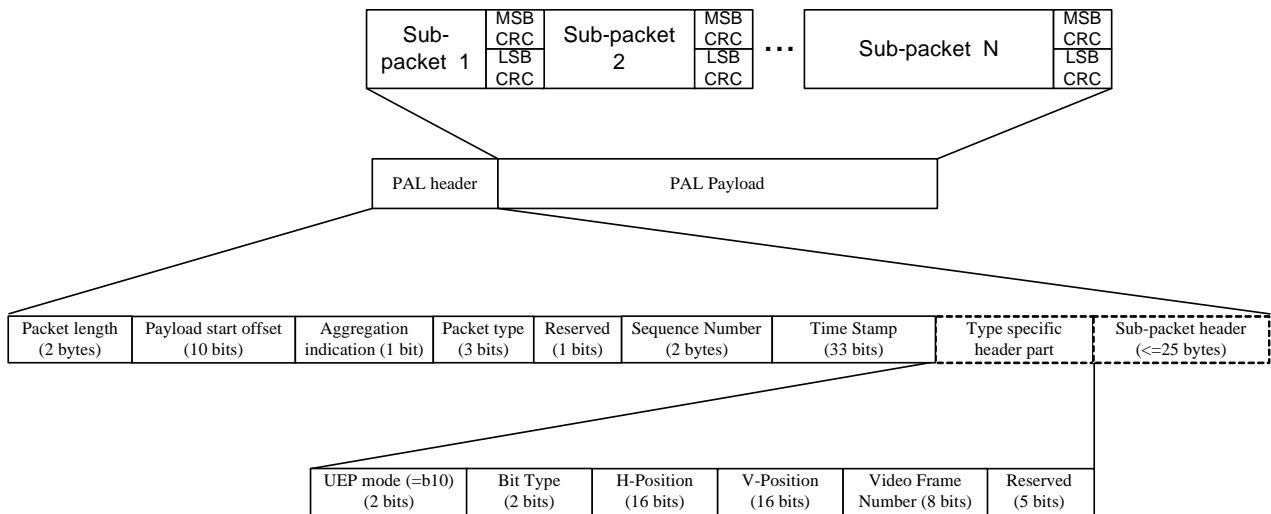 Sub-
packet 1
MSB
CRC
LSB
CRC
Sub-packet
2
MSB
CRC
LSB
CRC
...
Sub-packet N
MSB
CRC
LSB
CRC
PAL header
PAL Payload
Packet length
(2 bytes)
Payload start offset
(10 bits)
Aggregation
indication (1 bit)
Packet type
(3 bits)
Reserved
(1 bits)
Sequence Number
(2 bytes)
Time Stamp
(33 bits)
Type specific
header part
Sub-packet header
(<=25 bytes)
UEP mode (=b10)
(2 bits)
Bit Type
(2 bits)
H-Position
(16 bits)
V-Position
(16 bits)
Video Frame
Number (8 bits)
Reserved
(5 bits)